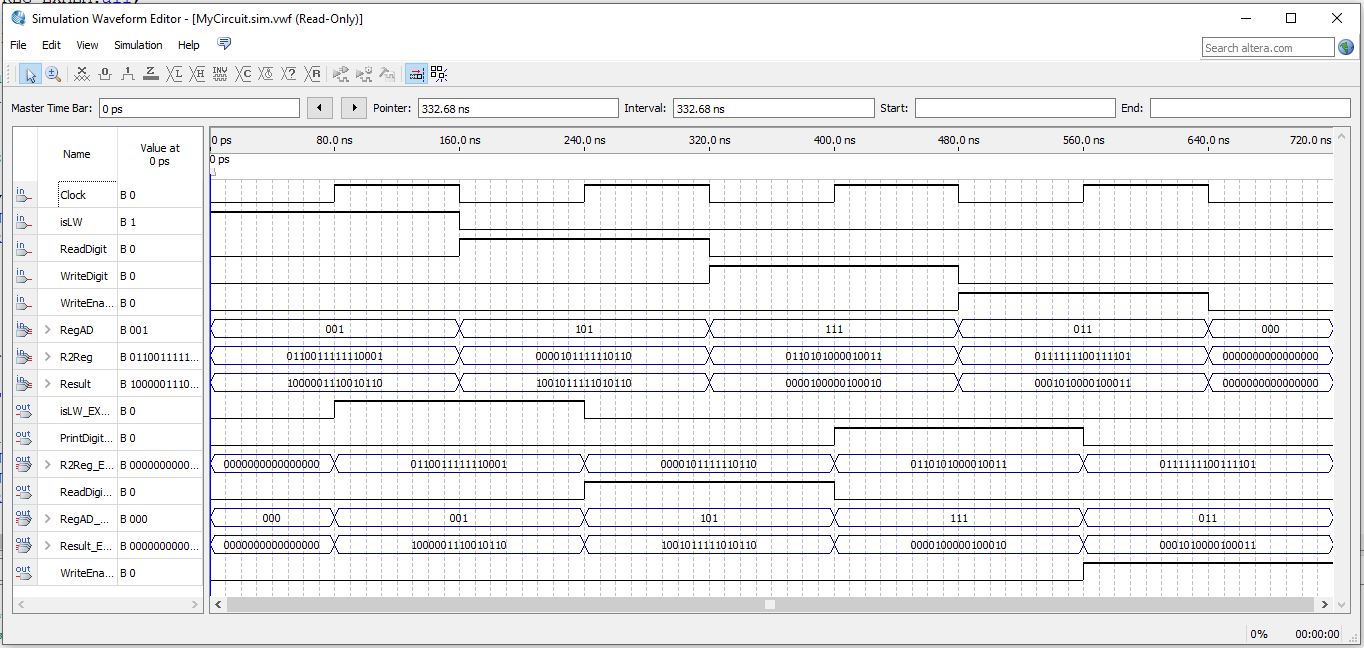 Simulation Waveform Editor - [MyCircuit.sim.vwf (Read-Only)]
File Edit View Simulation Help
Search altera.com
Master Time Bar: 0 ps Pointer: 332.68 ns Interval: 332.68 ns Start: End:
Name Value at 0 ps
0 ps 80.0 ns 160.0 ns 240.0 ns 320.0 ns 400.0 ns 480.0 ns 560.0 ns 640.0 ns 720.0 ns
0 ps
in Clock B 0
in isLW B 1
in ReadDigit B 0
in WriteDigit B 0
in WriteEna... B 0
in RegAD B 001 001 101 111 011 000
in R2Reg B 0110011111... 0110011111110001 0000101111110110 0110101000010011 0111111100111101 0000000000000000
in Result B 1000001110... 1000001110010110 1001011111010110 0000100000100010 0001010000100011 0000000000000000
out isLW_EX... B 0
out PrintDigit... B 0
out R2Reg_E... B 0000000000... 0000000000000000 0110011111110001 0000101111110110 0110101000010011 0111111100111101
out ReadDigi... B 0
out RegAD_... B 000 000 001 101 111 011
out Result_E... B 0000000000... 0000000000000000 1000001110010110 1001011111010110 0000100000100010 0001010000100011
out WriteEna... B 0
0% 00:00:00